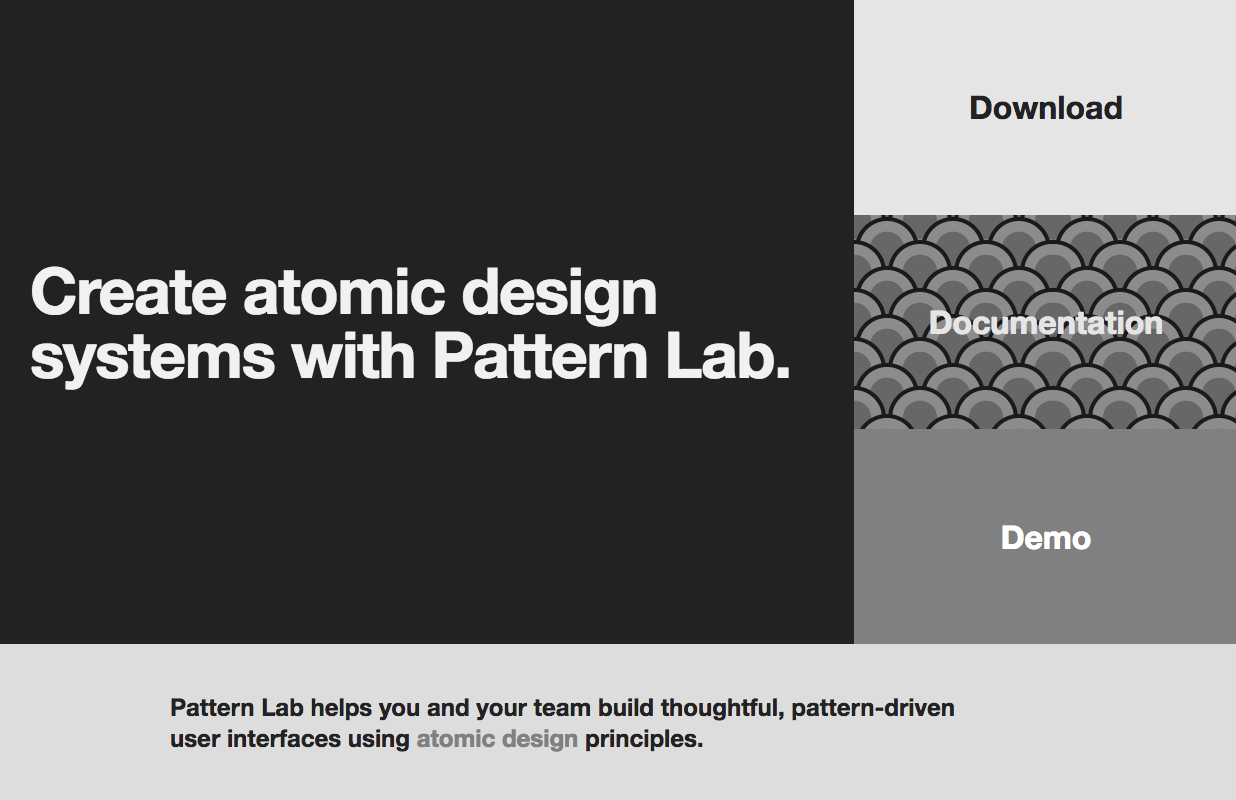 Create atomic design
systems with Pattern Lab.
Download
Documentation
Demo
Pattern Lab helps you and your team build thoughtful, pattern-driven
user interfaces using atomic design principles.